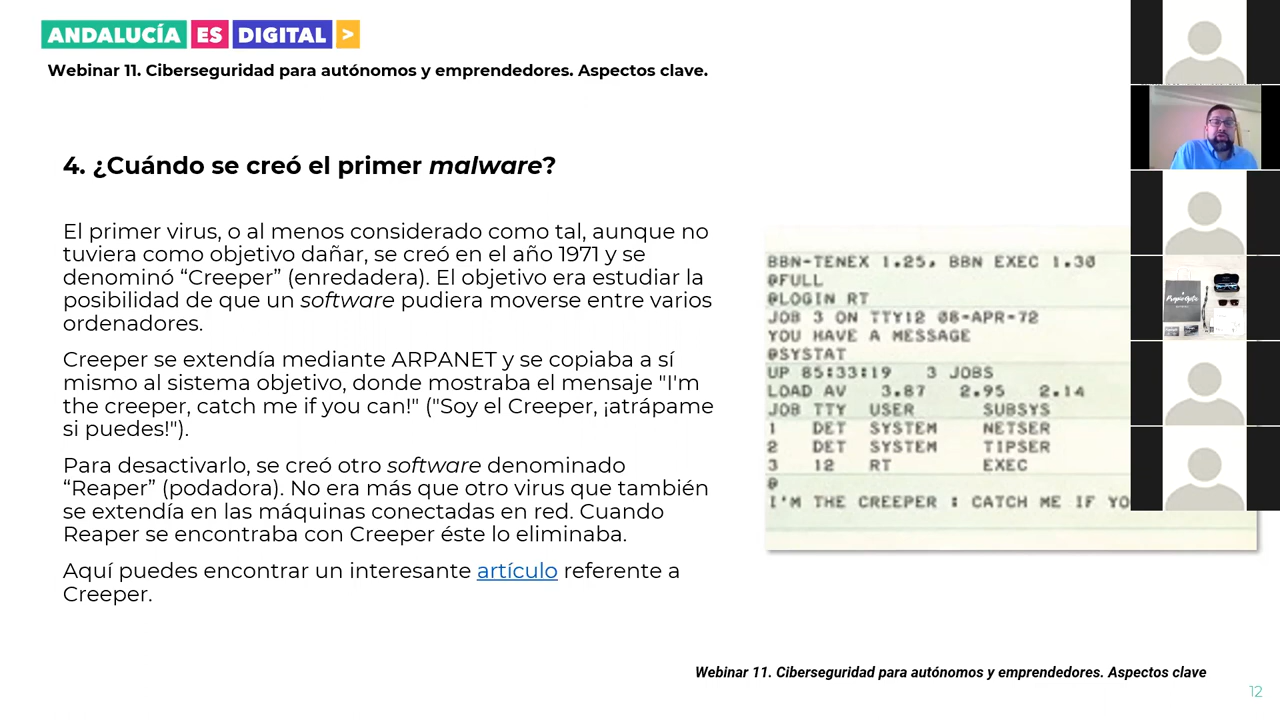 ANDALUCÍA ES DIGITAL >
Webinar 11. Ciberseguridad para autónomos y emprendedores. Aspectos clave.
4. ¿Cuándo se creó el primer malware?
El primer virus, o al menos considerado como tal, aunque no
tuviera como objetivo dañar, se creó en el año 1971 y se
denominó “Creeper” (enredadera). El objetivo era estudiar la
posibilidad de que un software pudiera moverse entre varios
ordenadores.
Creeper se extendía mediante ARPANET y se copiaba a sí
mismo al sistema objetivo, donde mostraba el mensaje "I'm
the creeper, catch me if you can!" ("Soy el Creeper, ¡atrápame
si puedes!").
Para desactivarlo, se creó otro software denominado
“Reaper” (podadora). No era más que otro virus que también
se extendía en las máquinas conectadas en red. Cuando
Reaper se encontraba con Creeper éste lo eliminaba.
Aquí puedes encontrar un interesante artículo referente a
Creeper.
BBN-TENEX 1.25, BBN EXEC 1.30
@FULL
@LOGIN RT
JOB 3 ON TTY12 08-APR-72
YOU HAVE A MESSAGE
@SYSTAT
UP 85:33:19 3 JOBS
LOAD AV 3.87 2.95 2.14
JOB TTY USER SUBSYS
1 DET SYSTEM NETSER
2 DET SYSTEM TIPSER
3 12 RT EXEC
@
I'M THE CREEPER : CATCH ME IF YO
Webinar 11. Ciberseguridad para autónomos y emprendedores. Aspectos clave
12